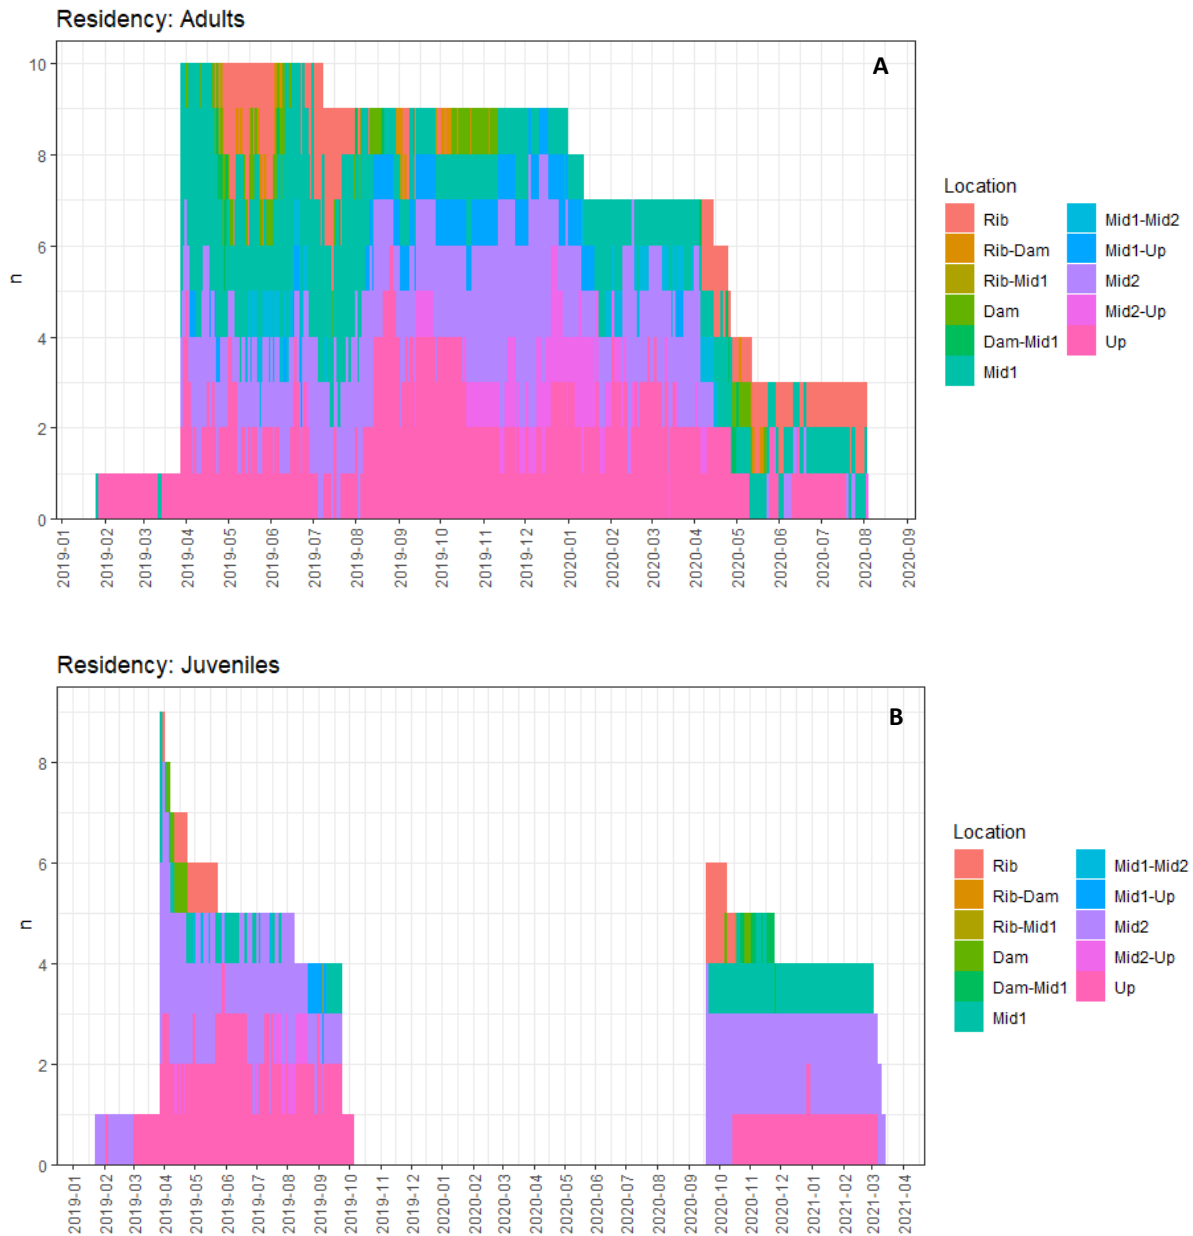 Residency: Adults
A
10
8
6
4
2
0
n
2019-01
2019-02
2019-03
2019-04
2019-05
2019-06
2019-07
2019-08
2019-09
2019-10
2019-11
2019-12
2020-01
2020-02
2020-03
2020-04
2020-05
2020-06
2020-07
2020-08
2020-09
Location
Rib
Rib-Dam
Rib-Mid1
Dam
Dam-Mid1
Mid1
Mid1-Mid2
Mid1-Up
Mid2
Mid2-Up
Up
Residency: Juveniles
B
8
6
4
2
0
n
2019-01
2019-02
2019-03
2019-04
2019-05
2019-06
2019-07
2019-08
2019-09
2019-10
2019-11
2019-12
2020-01
2020-02
2020-03
2020-04
2020-05
2020-06
2020-07
2020-08
2020-09
2020-10
2020-11
2020-12
2021-01
2021-02
2021-03
2021-04
Location
Rib
Rib-Dam
Rib-Mid1
Dam
Dam-Mid1
Mid1
Mid1-Mid2
Mid1-Up
Mid2
Mid2-Up
Up